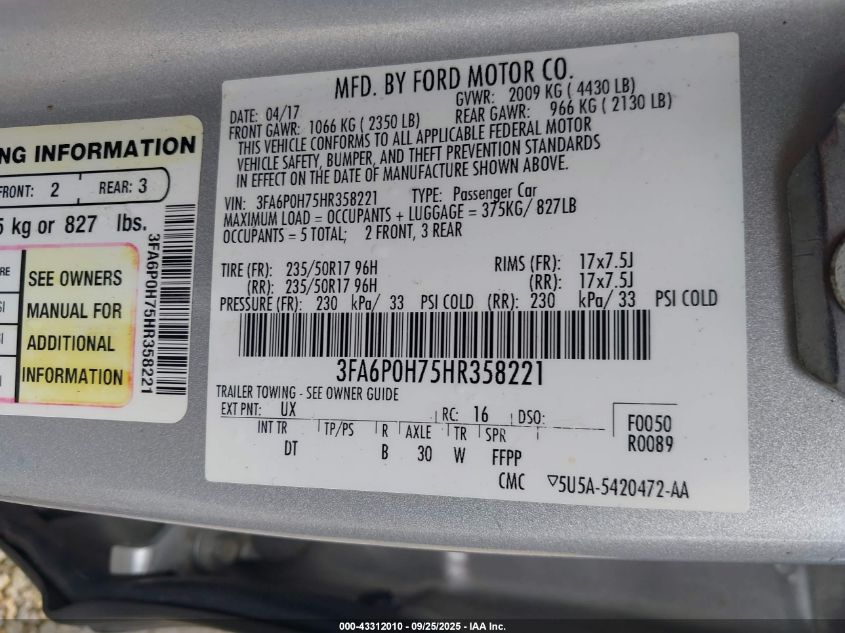 MFD. BY FORD MOTOR CO.
DATE: 04/17 GVWR: 2009 KG ( 4430 LB)
FRONT GAWR: 1066 KG ( 2350 LB) REAR GAWR: 966 KG ( 2130 LB)
THIS VEHICLE CONFORMS TO ALL APPLICABLE FEDERAL MOTOR
VEHICLE SAFETY, BUMPER, AND THEFT PREVENTION STANDARDS
IN EFFECT ON THE DATE OF MANUFACTURE SHOWN ABOVE.
VIN: 3FA6P0H75HR358221 TYPE: Passenger Car
MAXIMUM LOAD = OCCUPANTS + LUGGAGE = 375KG/ 827LB
OCCUPANTS = 5 TOTAL; 2 FRONT, 3 REAR
TIRE (FR): 235/50R17 96H RIMS (FR): 17x7.5J
(RR): 235/50R17 96H (RR): 17x7.5J
PRESSURE (FR): 230 kPa/ 33 PSI COLD (RR): 230 kPa/ 33 PSI COLD
3FA6P0H75HR358221
TRAILER TOWING - SEE OWNER GUIDE
EXT PNT: UX RC: 16 DSO: F0050
INT TR TP/PS R AXLE TR SPR R0089
DT B 30 W FFPP
CMC 5U5A-5420472-AA
NG INFORMATION
FRONT: 2 REAR: 3
5 kg or 827 lbs.
SEE OWNERS
MANUAL FOR
ADDITIONAL
INFORMATION
3FA6P0H75HR358221
000-43312010 - 09/25/2025 - IAA Inc.